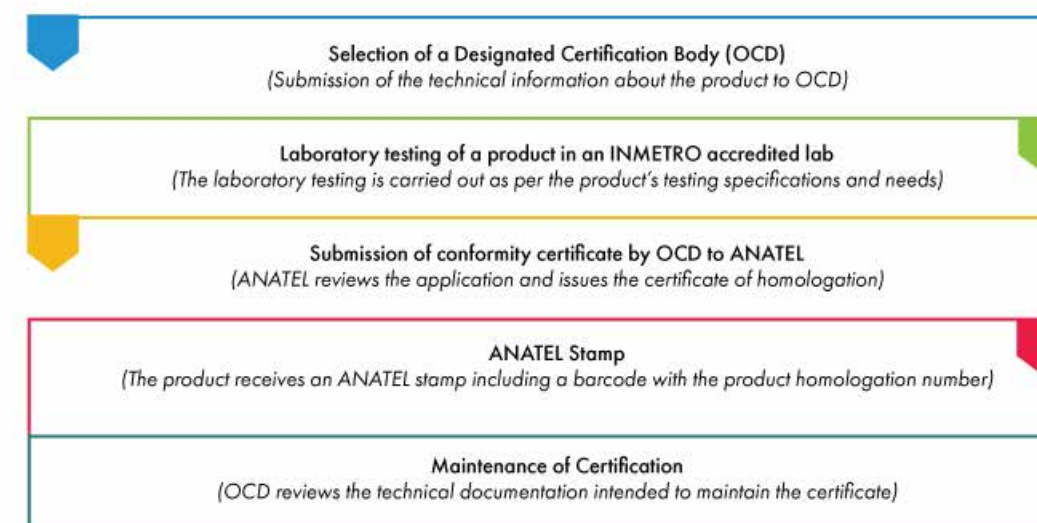 Selection of a Designated Certification Body (OCD)
(Submission of the technical information about the product to OCD)
Laboratory testing of a product in an INMETRO accredited lab
(The laboratory testing is carried out as per the product's testing specifications and needs)
Submission of conformity certificate by OCD to ANATEL
(ANATEL reviews the application and issues the certificate of homologation)
ANATEL Stamp
(The product receives an ANATEL stamp including a barcode with the product homologation number)
Maintenance of Certification
(OCD reviews the technical documentation intended to maintain the certificate)